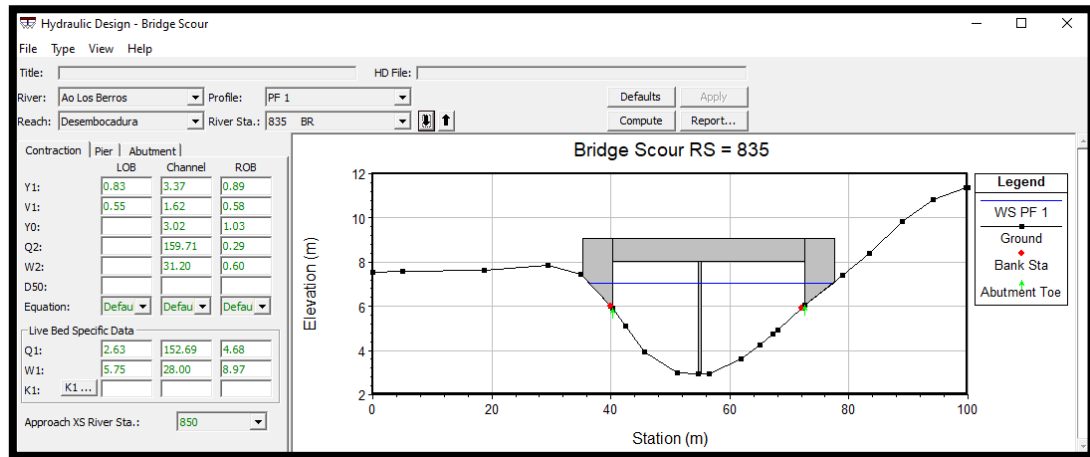 Hydraulic Design - Bridge Scour
File Type View Help
Title: HD File:
River: Ao Los Berros Profile: PF 1 Defaults Apply
Reach: Desembocadura River Sta.: 835 BR Compute Report...
Contraction Pier Abutment
LOB Channel ROB
Y1: 0.83 3.37 0.89
V1: 0.55 1.62 0.58
Y0: 3.02 1.03
Q2: 159.71 0.29
W2: 31.20 0.60
D50:
Equation: Defau Defau Defau
Live Bed Specific Data
Q1: 2.63 152.69 4.68
W1: 5.75 28.00 8.97
K1: K1 ...
Approach XS River Sta.: 850
Bridge Scour RS = 835
12
10
8
6
4
2
Elevation (m)
0 20 40 60 80 100
Station (m)
Legend
WS PF 1
Ground
Bank Sta
Abutment Toe